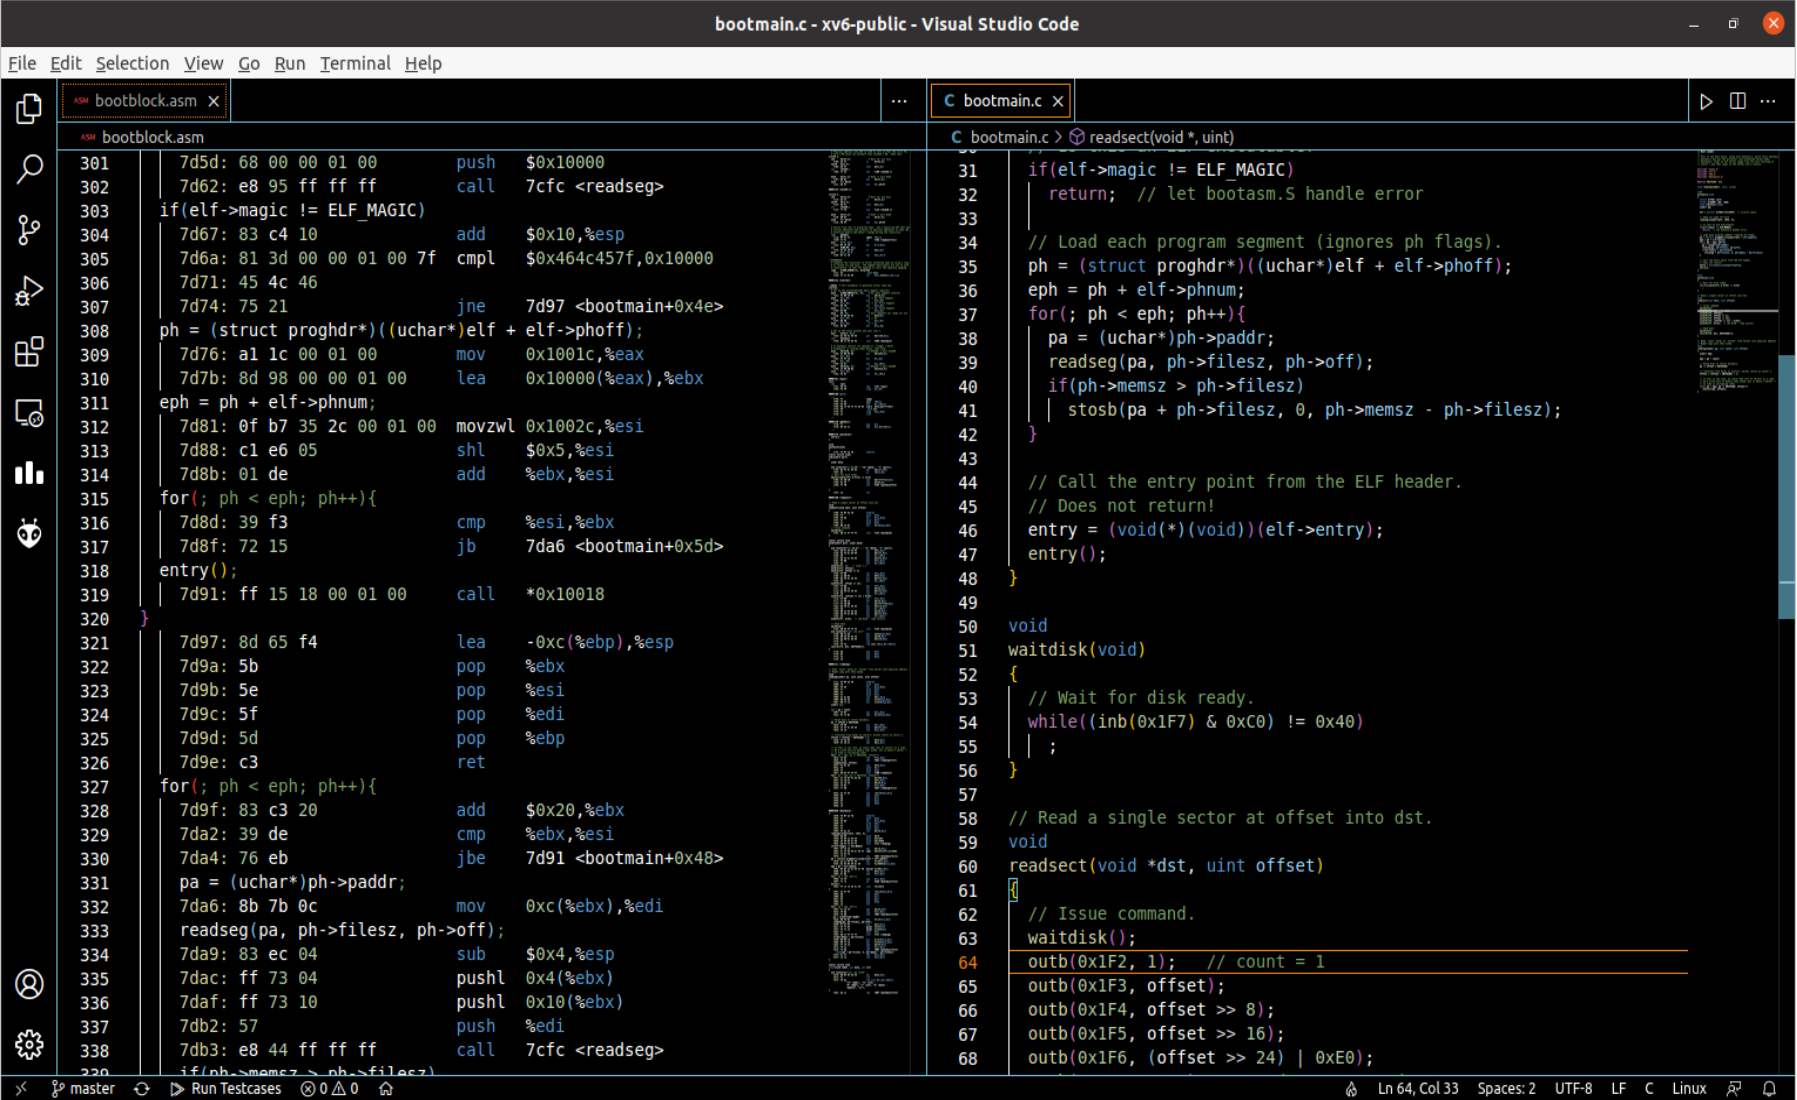 bootmain.c - xv6-public - Visual Studio Code
File Edit Selection View Go Run Terminal Help
ASM bootblock.asm
ASM bootblock.asm
301 7d5d: 68 00 00 01 00 push $0x10000
302 7d62: e8 95 ff ff ff call 7cfc <readseg>
303 if(elf->magic != ELF_MAGIC)
304 7d67: 83 c4 10 add $0x10,%esp
305 7d6a: 81 3d 00 00 01 00 7f cmpl $0x464c457f,0x10000
306 7d71: 45 4c 46
307 7d74: 75 21 jne 7d97 <bootmain+0x4e>
308 ph = (struct proghdr*)((uchar*)elf + elf->phoff);
309 7d76: a1 1c 00 01 00 mov 0x1001c,%eax
310 7d7b: 8d 98 00 00 01 00 lea 0x10000(%eax),%ebx
311 eph = ph + elf->phnum;
312 7d81: 0f b7 35 2c 00 01 00 movzwl 0x1002c,%esi
313 7d88: c1 e6 05 shl $0x5,%esi
314 7d8b: 01 de add %ebx,%esi
315 for(; ph < eph; ph++){
316 7d8d: 39 f3 cmp %esi,%ebx
317 7d8f: 72 15 jb 7da6 <bootmain+0x5d>
318 entry();
319 7d91: ff 15 18 00 01 00 call *0x10018
320 }
321 7d97: 8d 65 f4 lea -0xc(%ebp),%esp
322 7d9a: 5b pop %ebx
323 7d9b: 5e pop %esi
324 7d9c: 5f pop %edi
325 7d9d: 5d pop %ebp
326 7d9e: c3 ret
327 for(; ph < eph; ph++){
328 7d9f: 83 c3 20 add $0x20,%ebx
329 7da2: 39 de cmp %ebx,%esi
330 7da4: 76 eb jbe 7d91 <bootmain+0x48>
331 pa = (uchar*)ph->paddr;
332 7da6: 8b 7b 0c mov 0xc(%ebx),%edi
333 readseg(pa, ph->filesz, ph->off);
334 7da9: 83 ec 04 sub $0x4,%esp
335 7dac: ff 73 04 pushl 0x4(%ebx)
336 7daf: ff 73 10 pushl 0x10(%ebx)
337 7db2: 57 push %edi
338 7db3: e8 44 ff ff ff call 7cfc <readseg>
339 if(ph->memsz > ph->filesz)
C bootmain.c
C bootmain.c > readsect(void *, uint)
31 if(elf->magic != ELF_MAGIC)
32 return; // let bootasm.S handle error
33
34 // Load each program segment (ignores ph flags).
35 ph = (struct proghdr*)((uchar*)elf + elf->phoff);
36 eph = ph + elf->phnum;
37 for(; ph < eph; ph++){
38 pa = (uchar*)ph->paddr;
39 readseg(pa, ph->filesz, ph->off);
40 if(ph->memsz > ph->filesz)
41 stosb(pa + ph->filesz, 0, ph->memsz - ph->filesz);
42 }
43
44 // Call the entry point from the ELF header.
45 // Does not return!
46 entry = (void(*)(void))(elf->entry);
47 entry();
48 }
49
50 void
51 waitdisk(void)
52 {
53 // Wait for disk ready.
54 while((inb(0x1F7) & 0xC0) != 0x40)
55 ;
56 }
57
58 // Read a single sector at offset into dst.
59 void
60 readsect(void *dst, uint offset)
61 {
62 // Issue command.
63 waitdisk();
64 outb(0x1F2, 1); // count = 1
65 outb(0x1F3, offset);
66 outb(0x1F4, offset >> 8);
67 outb(0x1F5, offset >> 16);
68 outb(0x1F6, (offset >> 24) | 0xE0);
master Run Testcases 0 0 Ln 64, Col 33 Spaces: 2 UTF-8 LF C Linux